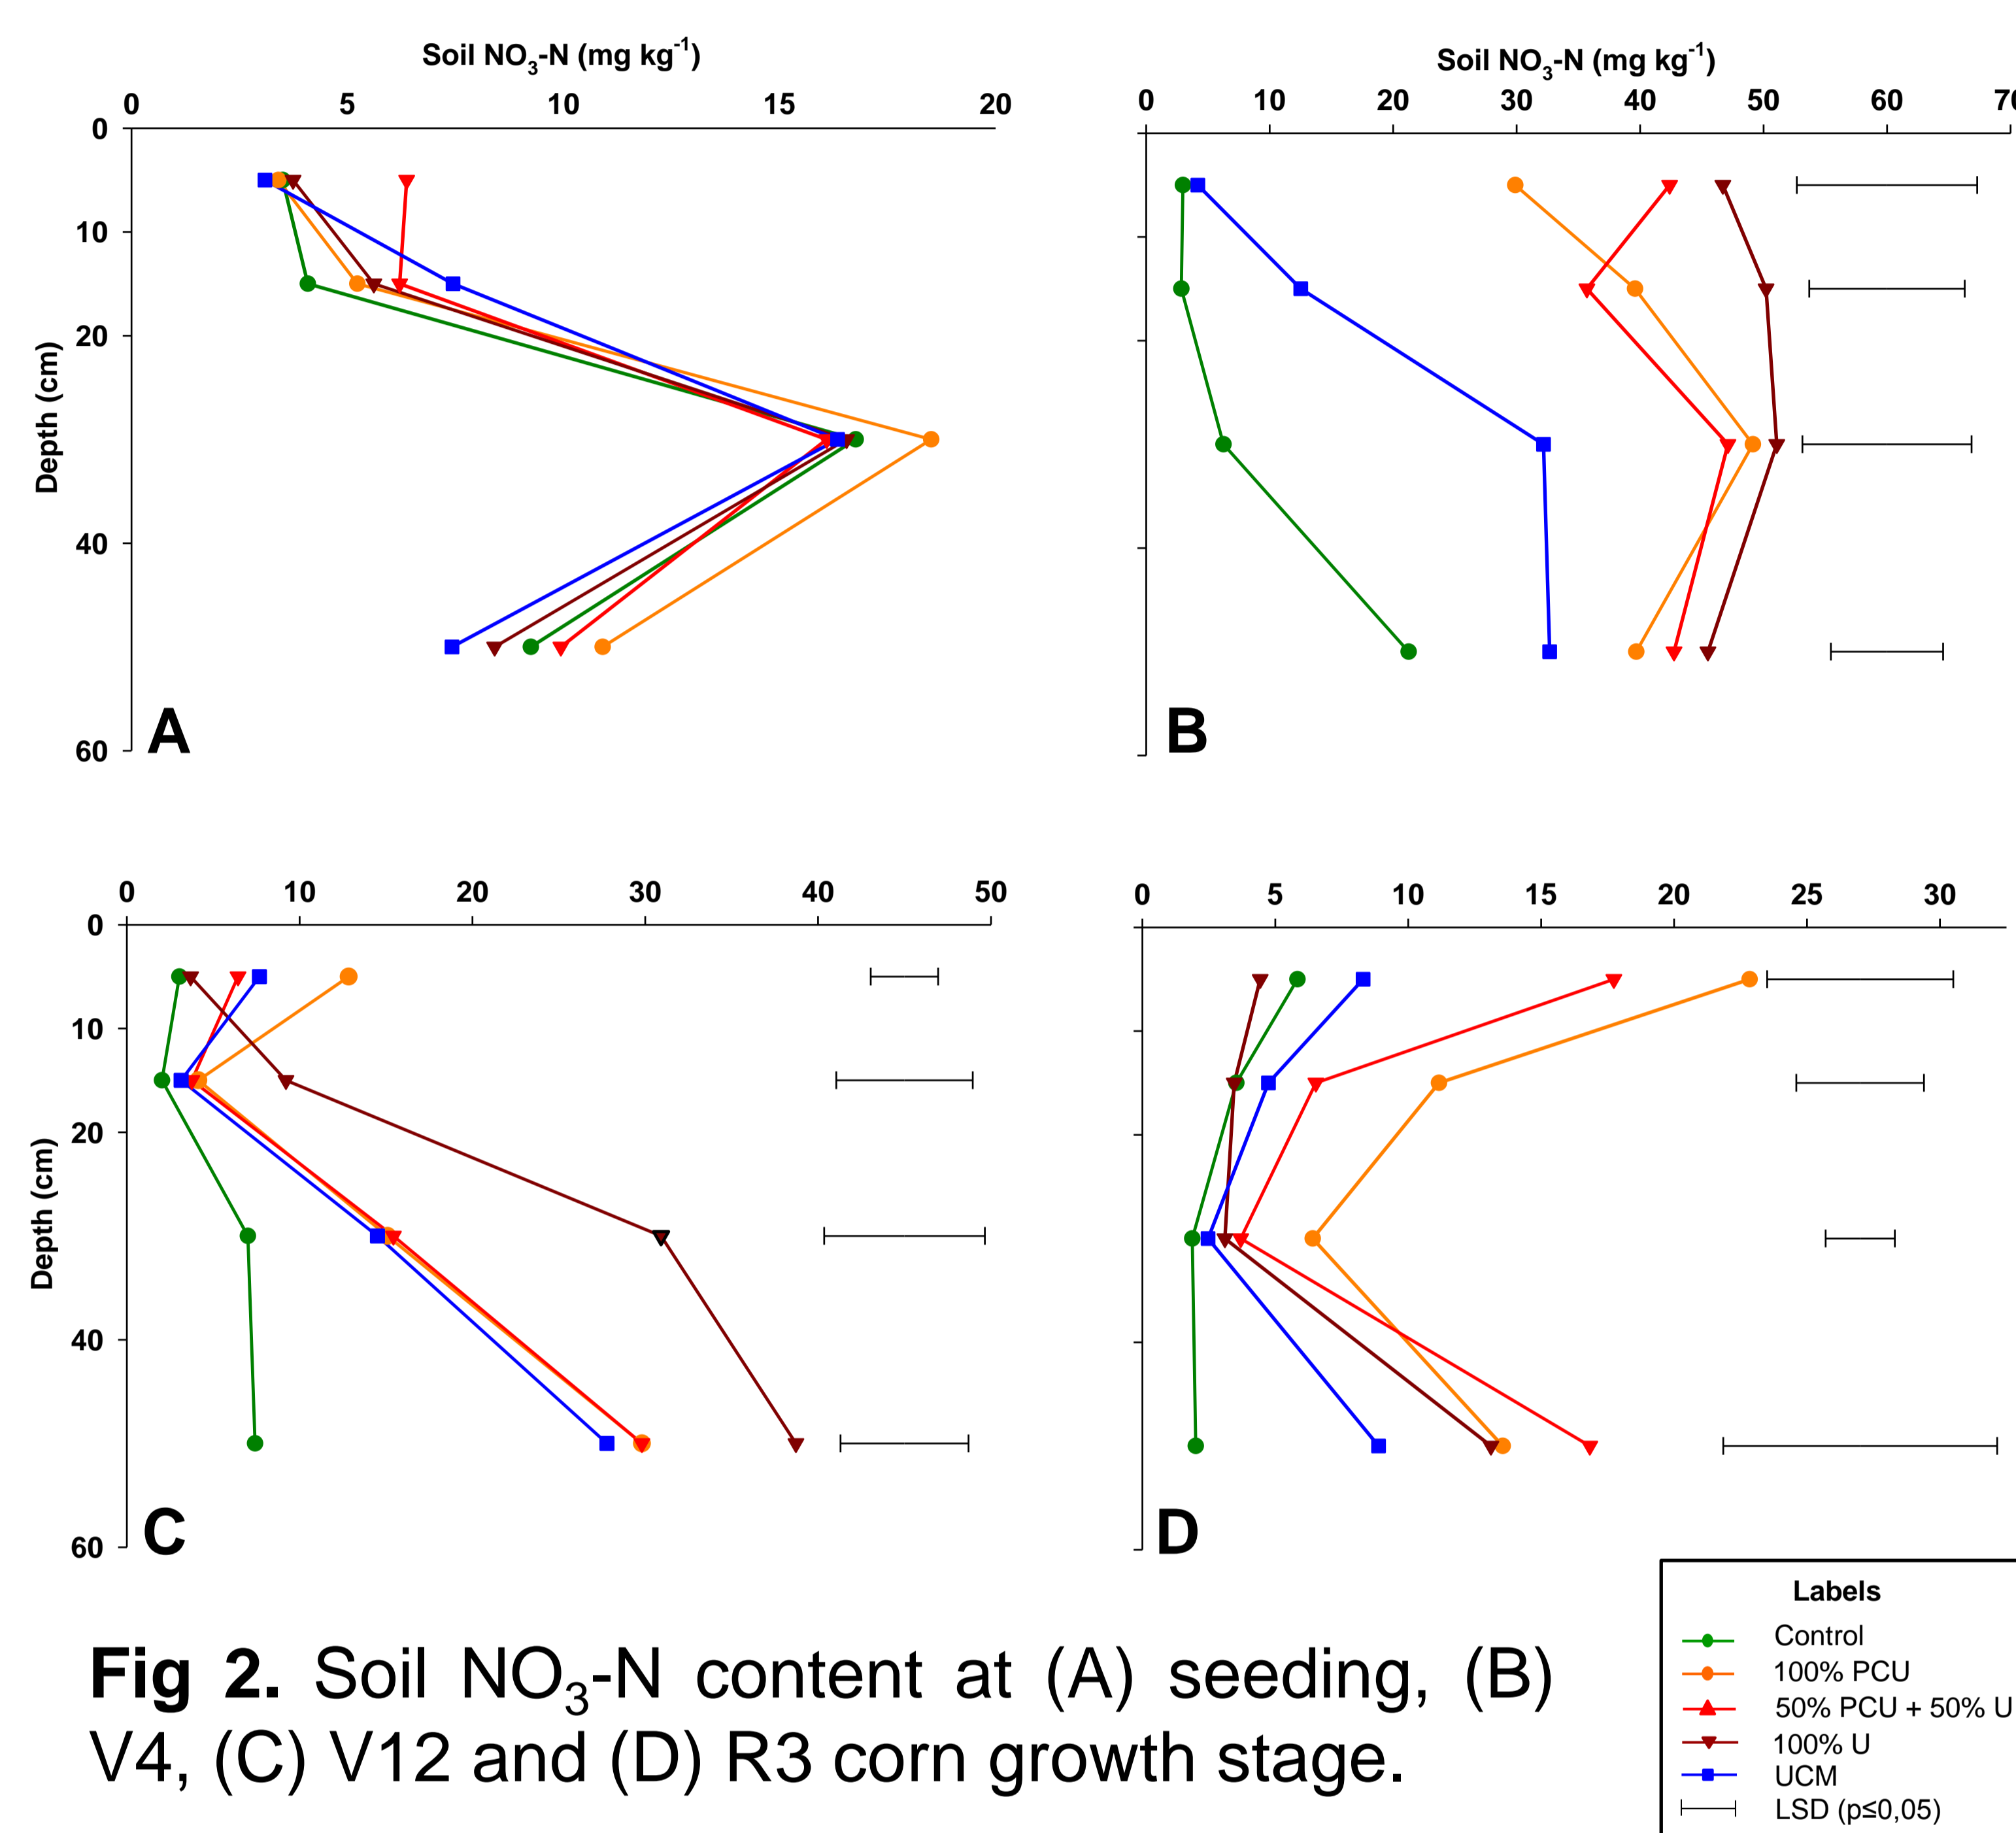 Soil NO3-N (mg kg-1)
0 5 10 15 20
0
10
20
40
60
Depth (cm)
A
Soil NO3-N (mg kg-1)
0 10 20 30 40 50 60 70
B
0 10 20 30 40 50
0
10
20
40
60
Depth (cm)
C
0 5 10 15 20 25 30
D
Labels
Control
100% PCU
50% PCU + 50% U
100% U
UCM
LSD (p≤0,05)
Fig 2. Soil NO3-N content at (A) seeding, (B)
V4, (C) V12 and (D) R3 corn growth stage.